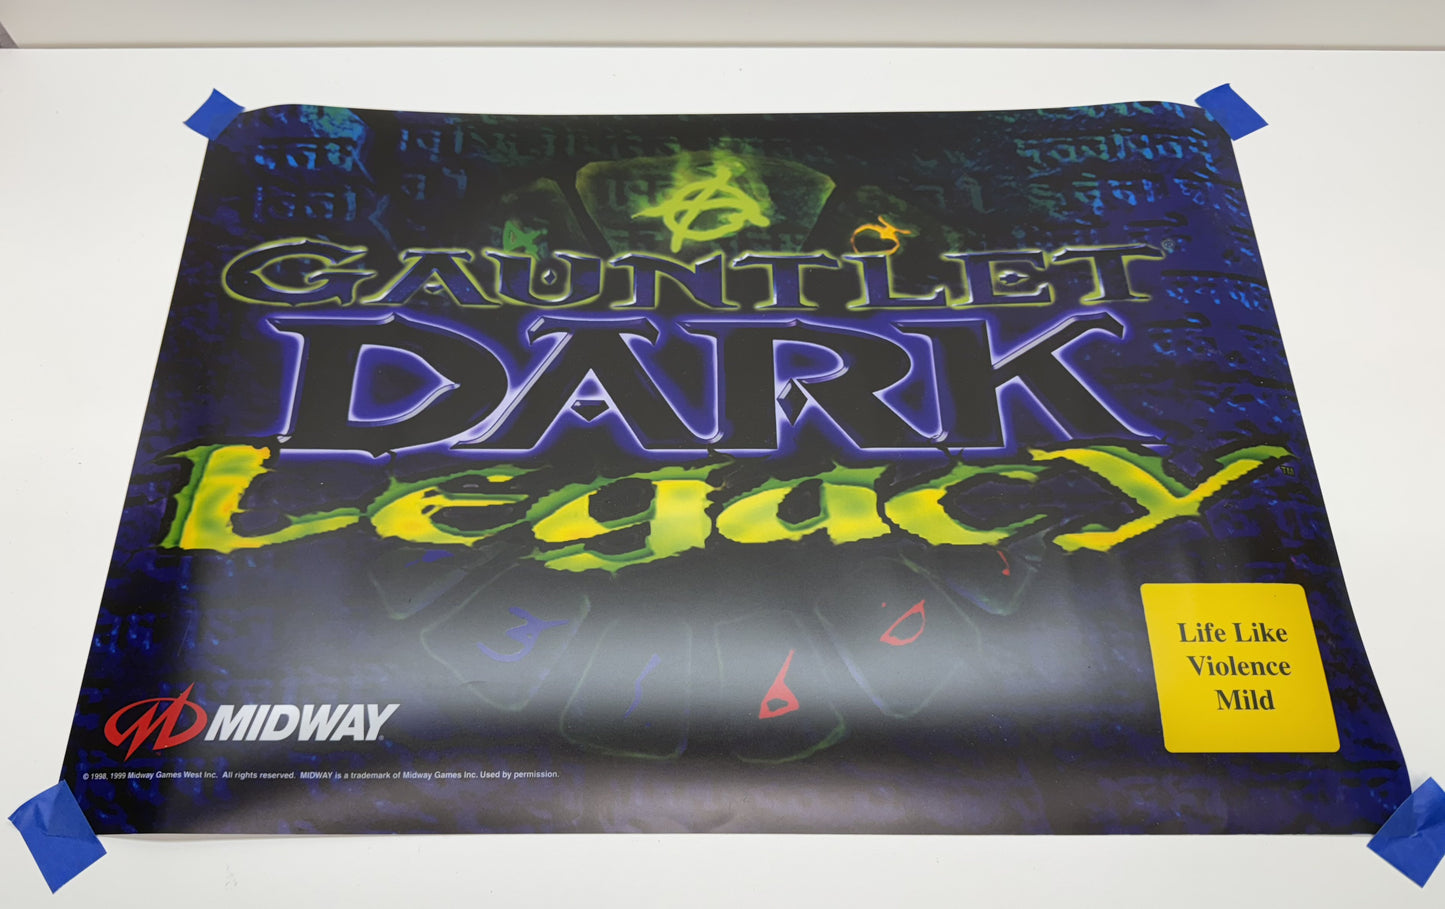 GAUNTLET®
DARK
Legacy™
Life Like
Violence
Mild
MIDWAY®
© 1998, 1999 Midway Games West Inc. All rights reserved. MIDWAY is a trademark of Midway Games Inc. Used by permission.